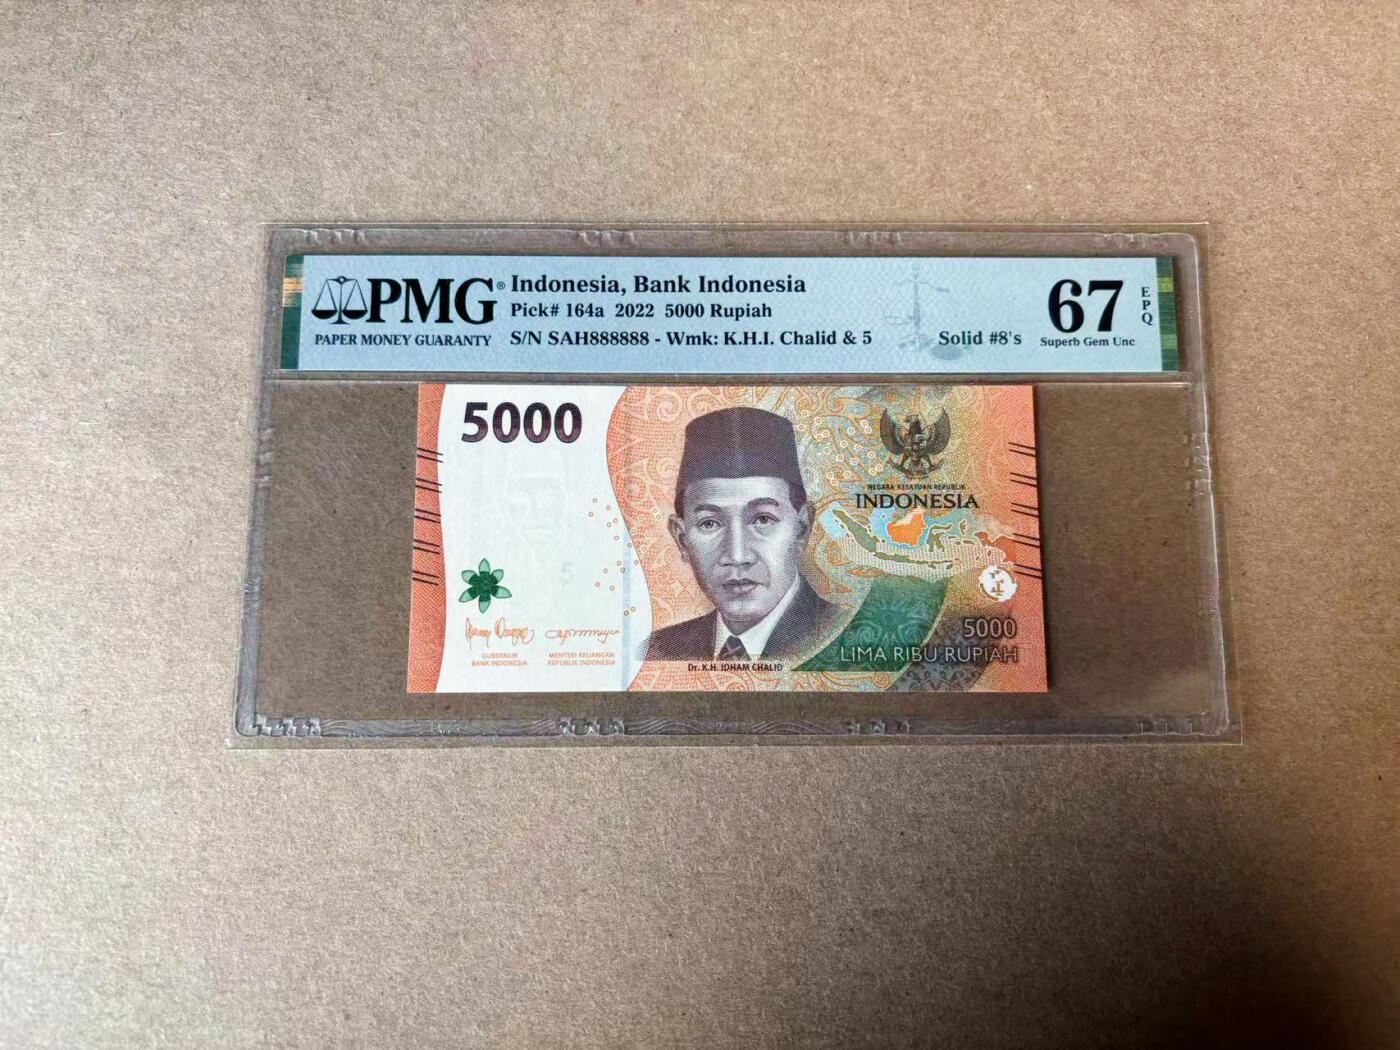 PMG®
PAPER MONEY GUARANTY
Indonesia, Bank Indonesia
Pick# 164a 2022 5000 Rupiah
S/N SAH888888 - Wmk: K.H.I. Chalid & 5
Solid #8's
67
EPQ
Superb Gem Unc
5000
NEGARA KESATUAN REPUBLIK
INDONESIA
GUBERNUR
BANK INDONESIA
MENTERI KEUANGAN
REPUBLIK INDONESIA
Dr. K.H. IDHAM CHALID
5000
LIMA RIBU RUPIAH